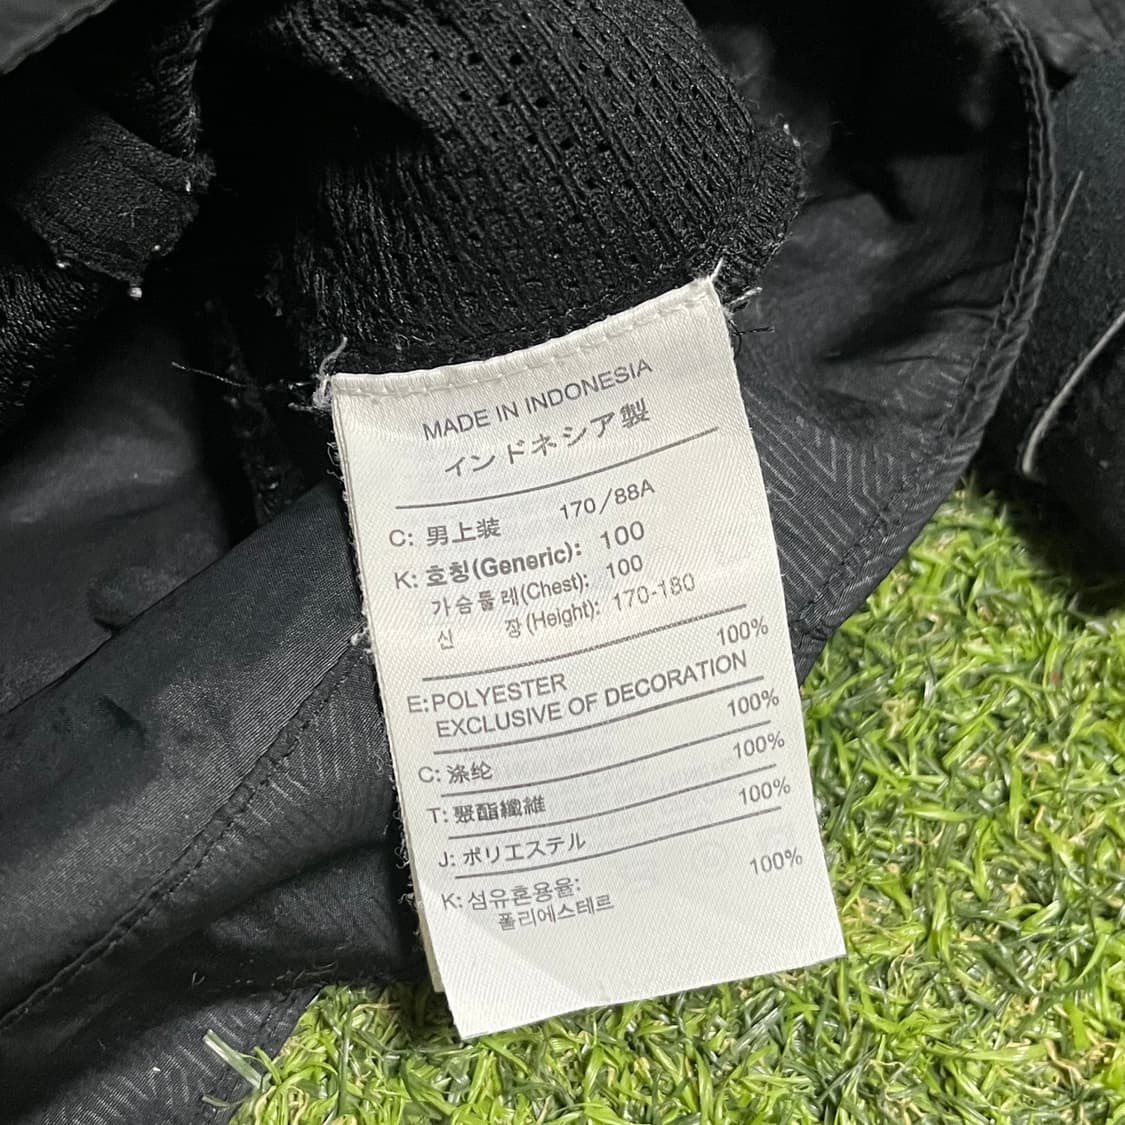 MADE IN INDONESIA
インドネシア製
C: 男上装 170/88A
K: 호칭(Generic): 100
가슴둘레(Chest): 100
신 장(Height): 170-180
100%
E:POLYESTER
EXCLUSIVE OF DECORATION
100%
C: 涤纶
100%
T: 聚酯纖維
100%
J: ポリエステル
100%
K: 섬유혼용율:
폴리에스테르